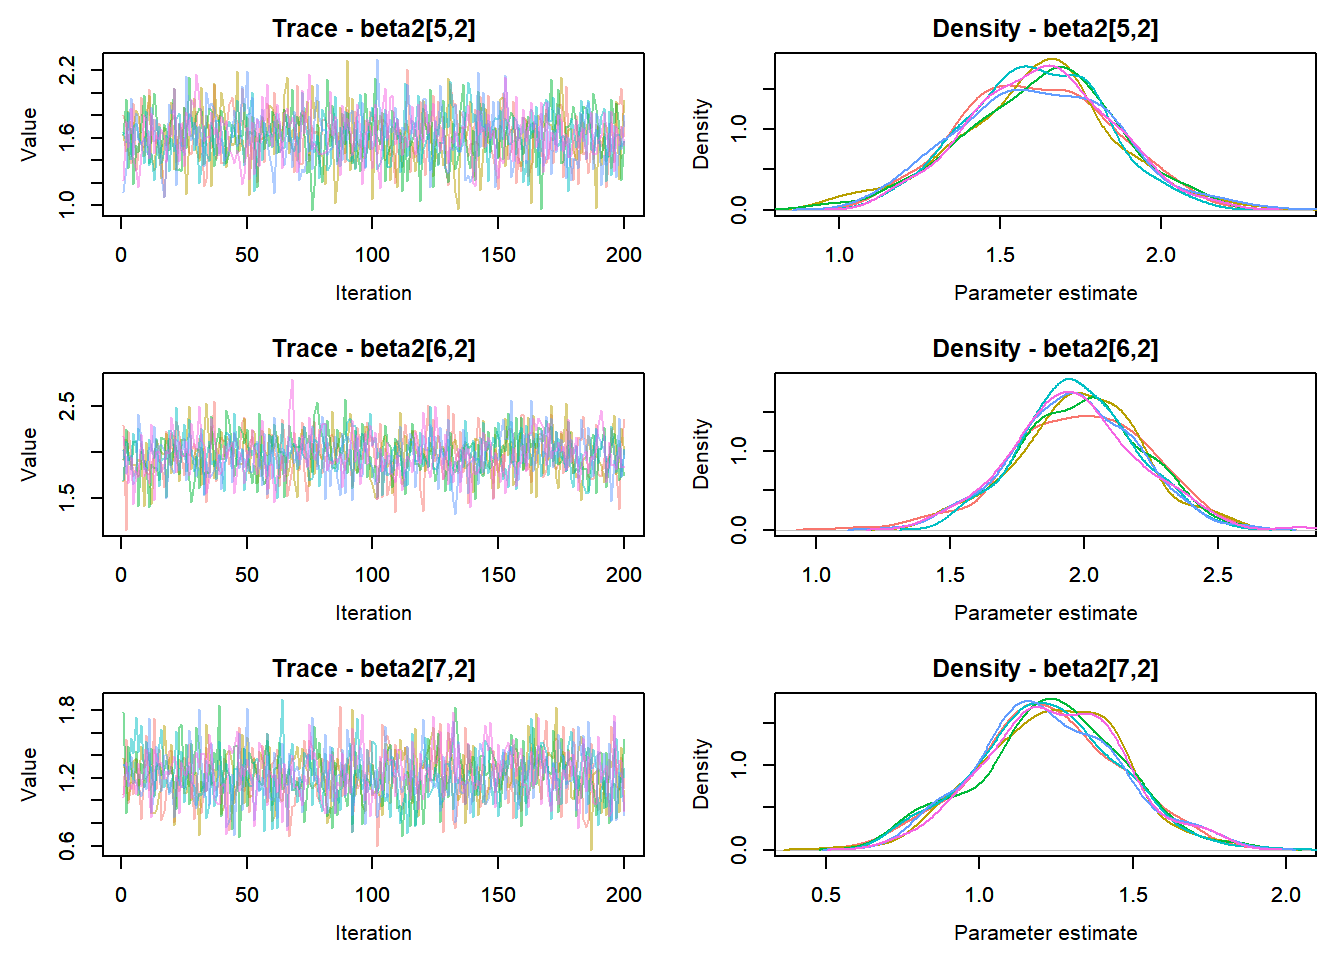 Trace - beta2[5,2]
Value
1.0 1.6 2.2
0 50 100 150 200
Iteration
Density - beta2[5,2]
Density
0.0 1.0
1.0 1.5 2.0
Parameter estimate
Trace - beta2[6,2]
Value
1.5 2.5
0 50 100 150 200
Iteration
Density - beta2[6,2]
Density
0.0 1.0
1.0 1.5 2.0 2.5
Parameter estimate
Trace - beta2[7,2]
Value
0.6 1.2 1.8
0 50 100 150 200
Iteration
Density - beta2[7,2]
Density
0.0 1.0
0.5 1.0 1.5 2.0
Parameter estimate